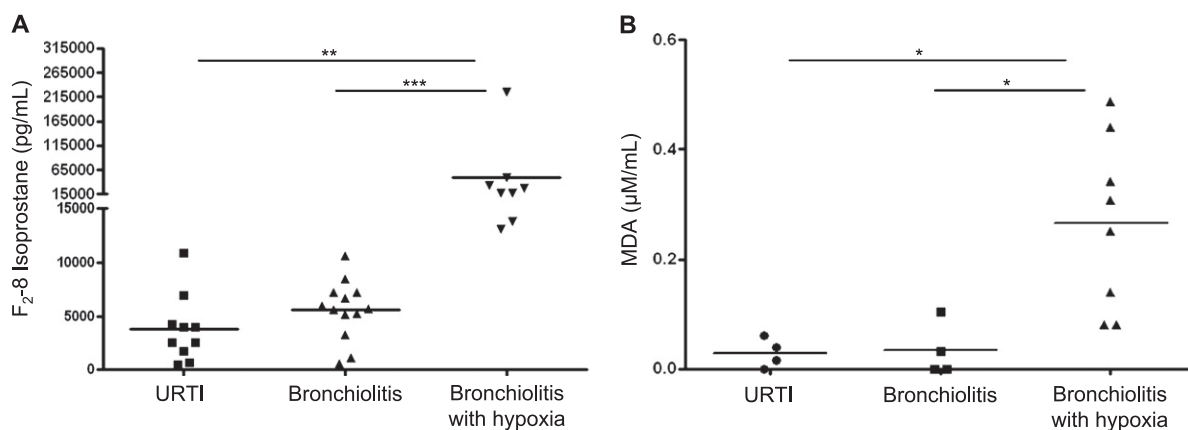 A
F₂-8 Isoprostane (pg/mL)
315000
265000
215000
165000
115000
65000
15000
15000
10000
5000
0
**
***
URTI
Bronchiolitis
Bronchiolitis
with hypoxia
B
MDA (µM/mL)
0.6
0.4
0.2
0.0
*
*
URTI
Bronchiolitis
Bronchiolitis
with hypoxia